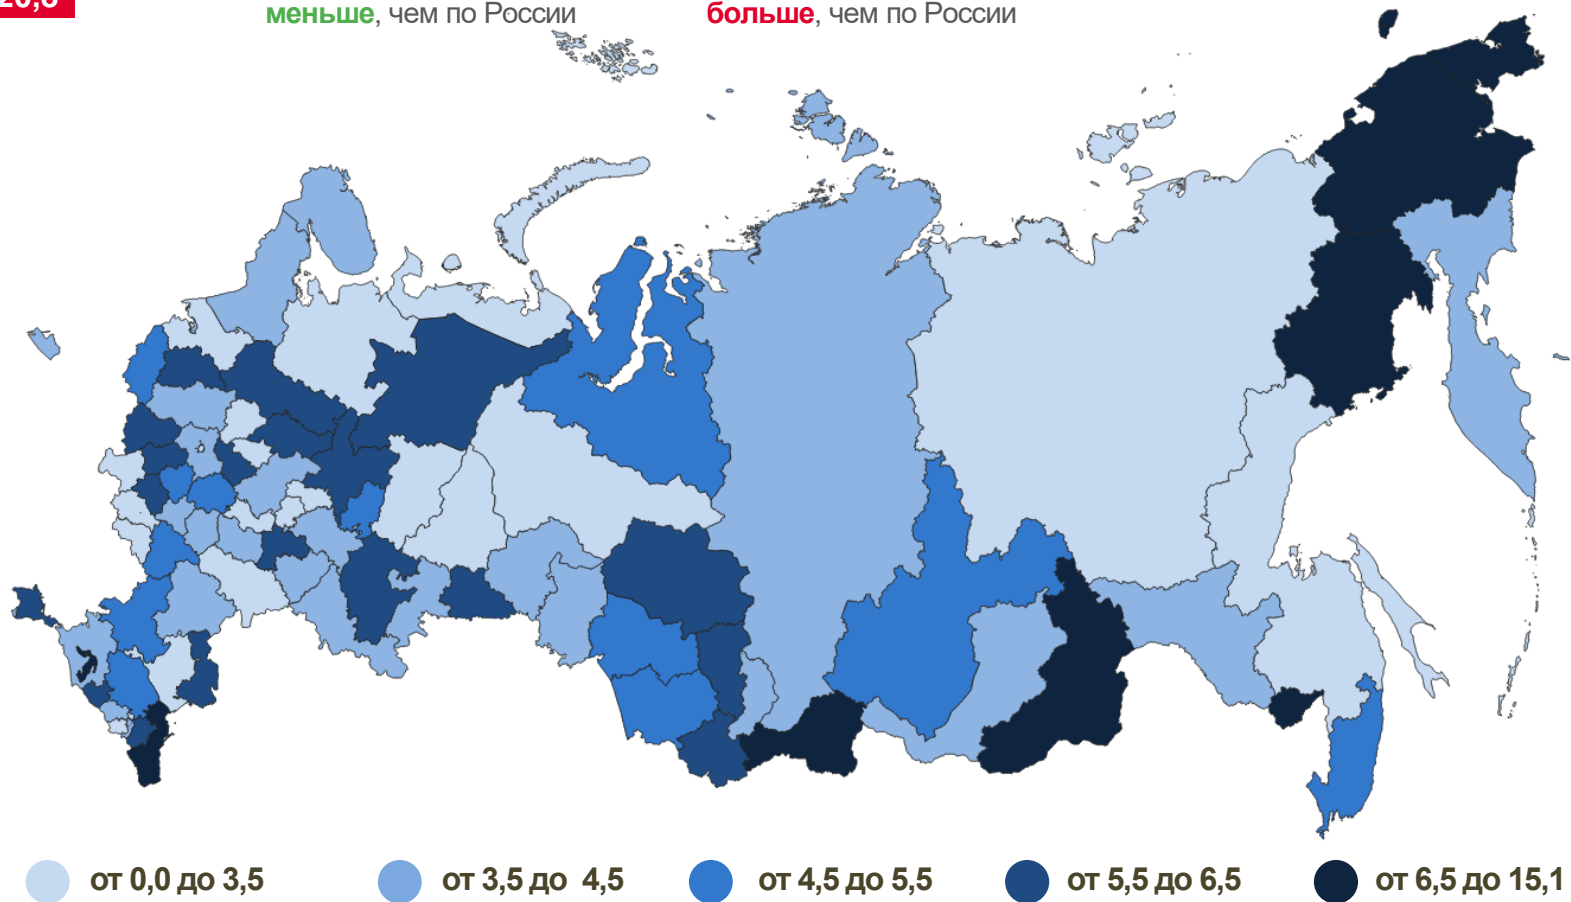 меньше, чем по России
больше, чем по России
от 0,0 до 3,5
от 3,5 до 4,5
от 4,5 до 5,5
от 5,5 до 6,5
от 6,5 до 15,1